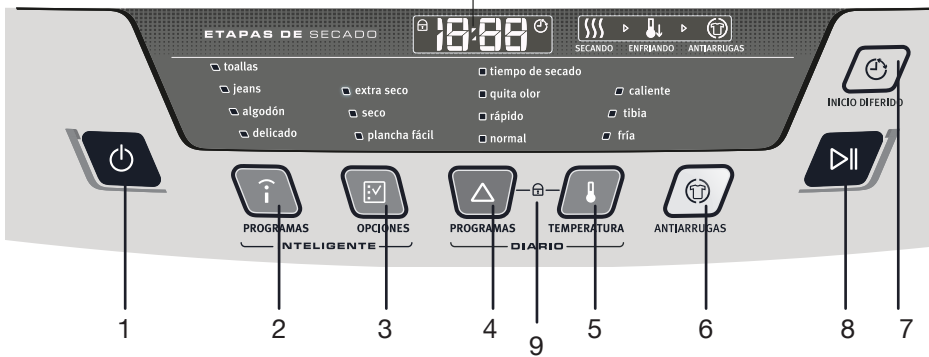 ETAPAS DE SECADO
18:88
SECANDO ENFRIANDO ANTIARRUGAS
toallas
jeans
algodón
delicado
extra seco
seco
plancha fácil
tiempo de secado
quita olor
rápido
normal
caliente
tibia
fría
INICIO DIFERIDO
PROGRAMAS OPCIONES
INTELIGENTE
PROGRAMAS TEMPERATURA
DIARIO
ANTIARRUGAS
1 2 3 4 9 5 6 8 7